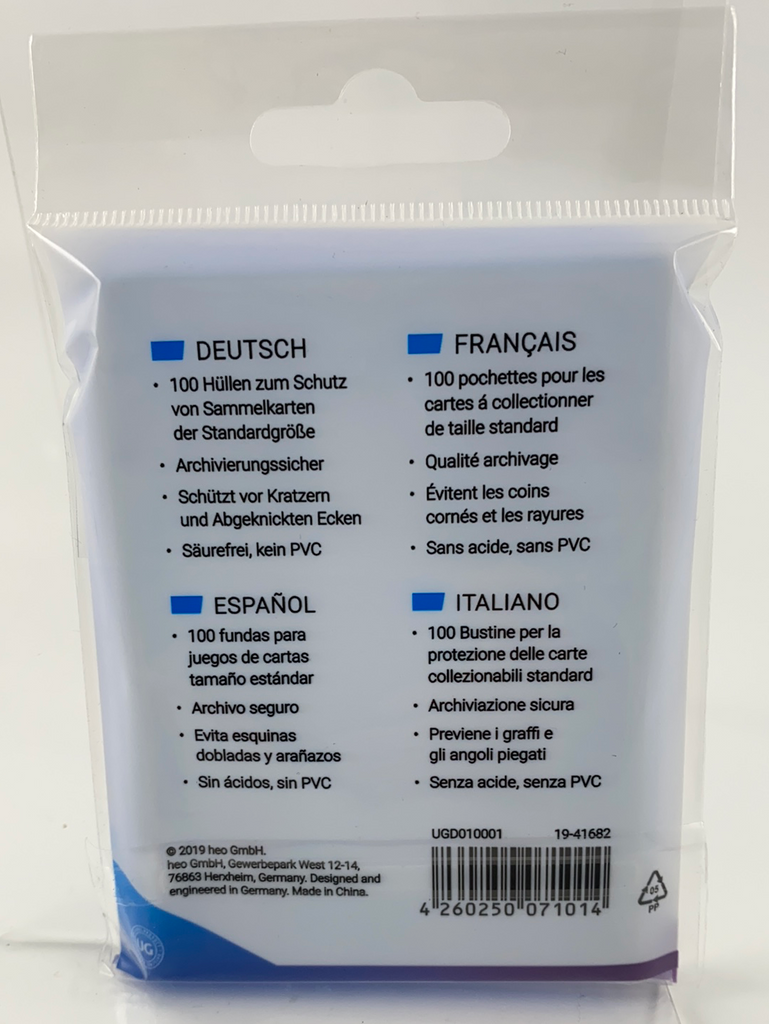 DEUTSCH
• 100 Hüllen zum Schutz
von Sammelkarten
der Standardgröße
• Archivierungssicher
• Schützt vor Kratzern
und Abgeknickten Ecken
• Säurefrei, kein PVC
FRANÇAIS
• 100 pochettes pour les
cartes á collectionner
de taille standard
• Qualité archivage
• Évitent les coins
cornés et les rayures
• Sans acide, sans PVC
ESPAÑOL
• 100 fundas para
juegos de cartas
tamaño estándar
• Archivo seguro
• Evita esquinas
dobladas y arañazos
• Sin ácidos, sin PVC
ITALIANO
• 100 Bustine per la
protezione delle carte
collezionabili standard
• Archiviazione sicura
• Previene i graffi e
gli angoli piegati
• Senza acide, senza PVC
© 2019 heo GmbH.
heo GmbH, Gewerbepark West 12-14,
76863 Herxheim, Germany. Designed and
engineered in Germany. Made in China.
UGD010001 19-41682
4 260250 071014
05
PP
UG